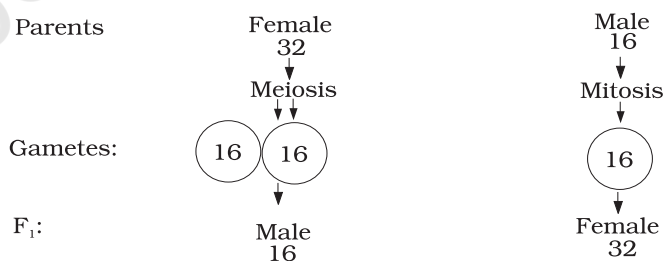 Parents Female Male
32 16
Meiosis Mitosis
Gametes: 16 16 16
F₁: Male Female
16 32